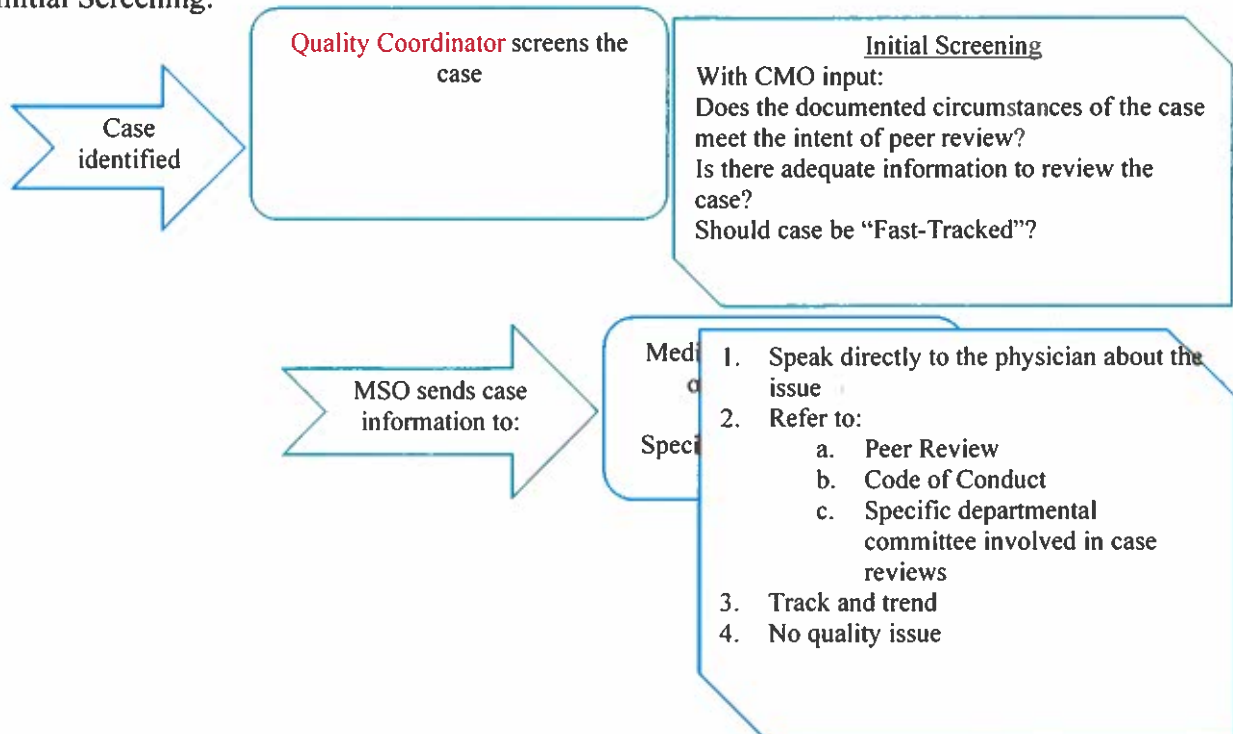 Initial Screening:
Quality Coordinator screens the
case
Case
identified
Initial Screening
With CMO input:
Does the documented circumstances of the case
meet the intent of peer review?
Is there adequate information to review the
case?
Should case be “Fast-Tracked”?
MSO sends case
information to:
1. Speak directly to the physician about the
issue
2. Refer to:
a. Peer Review
b. Code of Conduct
c. Specific departmental
committee involved in case
reviews
3. Track and trend
4. No quality issue